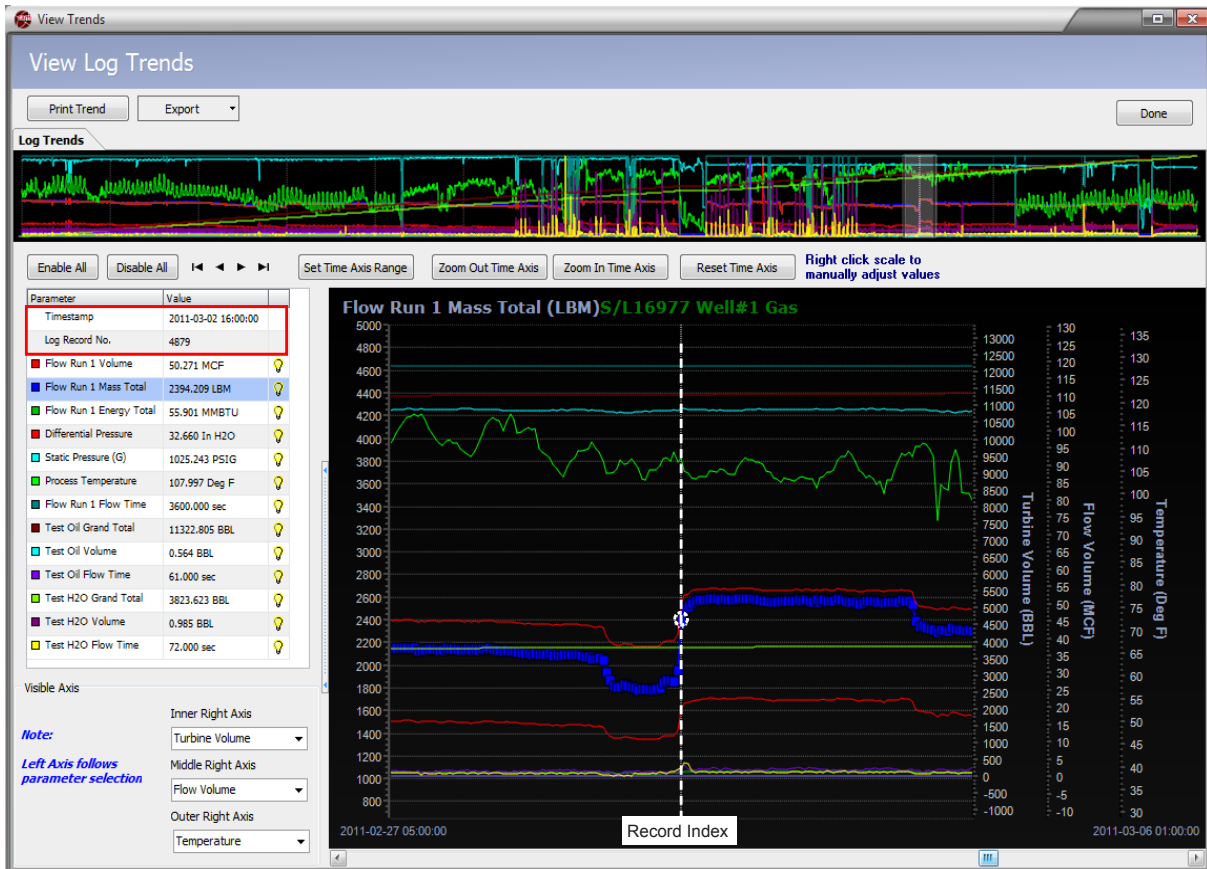 View Trends
View Log Trends
Print Trend
Export
Done
Log Trends
Enable All
Disable All
Set Time Axis Range
Zoom Out Time Axis
Zoom In Time Axis
Reset Time Axis
Right click scale to
manually adjust values
Parameter Value
Timestamp 2011-03-02 16:00:00
Log Record No. 4879
Flow Run 1 Volume 50.271 MCF
Flow Run 1 Mass Total 2394.209 LBM
Flow Run 1 Energy Total 55.901 MMBTU
Differential Pressure 32.660 In H2O
Static Pressure (G) 1025.243 PSIG
Process Temperature 107.997 Deg F
Flow Run 1 Flow Time 3600.000 sec
Test Oil Grand Total 11322.805 BBL
Test Oil Volume 0.564 BBL
Test Oil Flow Time 61.000 sec
Test H2O Grand Total 3823.623 BBL
Test H2O Volume 0.985 BBL
Test H2O Flow Time 72.000 sec
Visible Axis
Note:
Left Axis follows
parameter selection
Inner Right Axis
Turbine Volume
Middle Right Axis
Flow Volume
Outer Right Axis
Temperature
Flow Run 1 Mass Total (LBM)S/L16977 Well#1 Gas
5000
4800
4600
4400
4200
4000
3800
3600
3400
3200
3000
2800
2600
2400
2200
2000
1800
1600
1400
1200
1000
800
13000
12500
12000
11500
11000
10500
10000
9500
9000
8500
8000
7500
7000
6500
6000
5500
5000
4500
4000
3500
3000
2500
2000
1500
1000
500
0
-500
-1000
Turbine Volume (BBL)
130
125
120
115
110
105
100
95
90
85
80
75
70
65
60
55
50
45
40
35
30
25
20
15
10
5
0
-5
-10
Flow Volume (MCF)
135
130
125
120
115
110
105
100
95
90
85
80
75
70
65
60
55
50
45
40
35
30
Temperature (Deg F)
2011-02-27 05:00:00
Record Index
2011-03-06 01:00:00